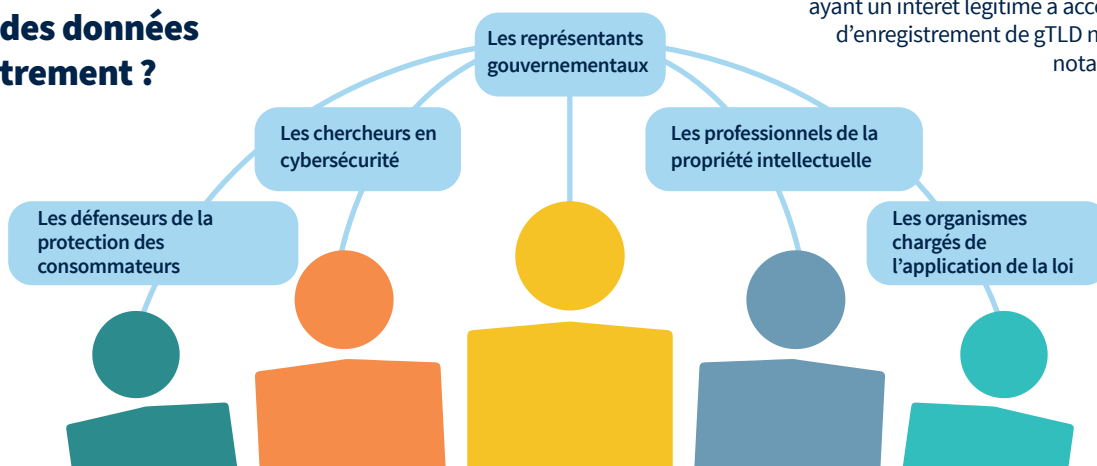 des données
trement ?
ayant un intérêt légitime à acc
d'enregistrement de gTLD n
nota
Les représentants
gouvernementaux
Les chercheurs en
cybersécurité
Les professionnels de la
propriété intellectuelle
Les défenseurs de la
protection des
consommateurs
Les organismes
chargés de
l'application de la loi